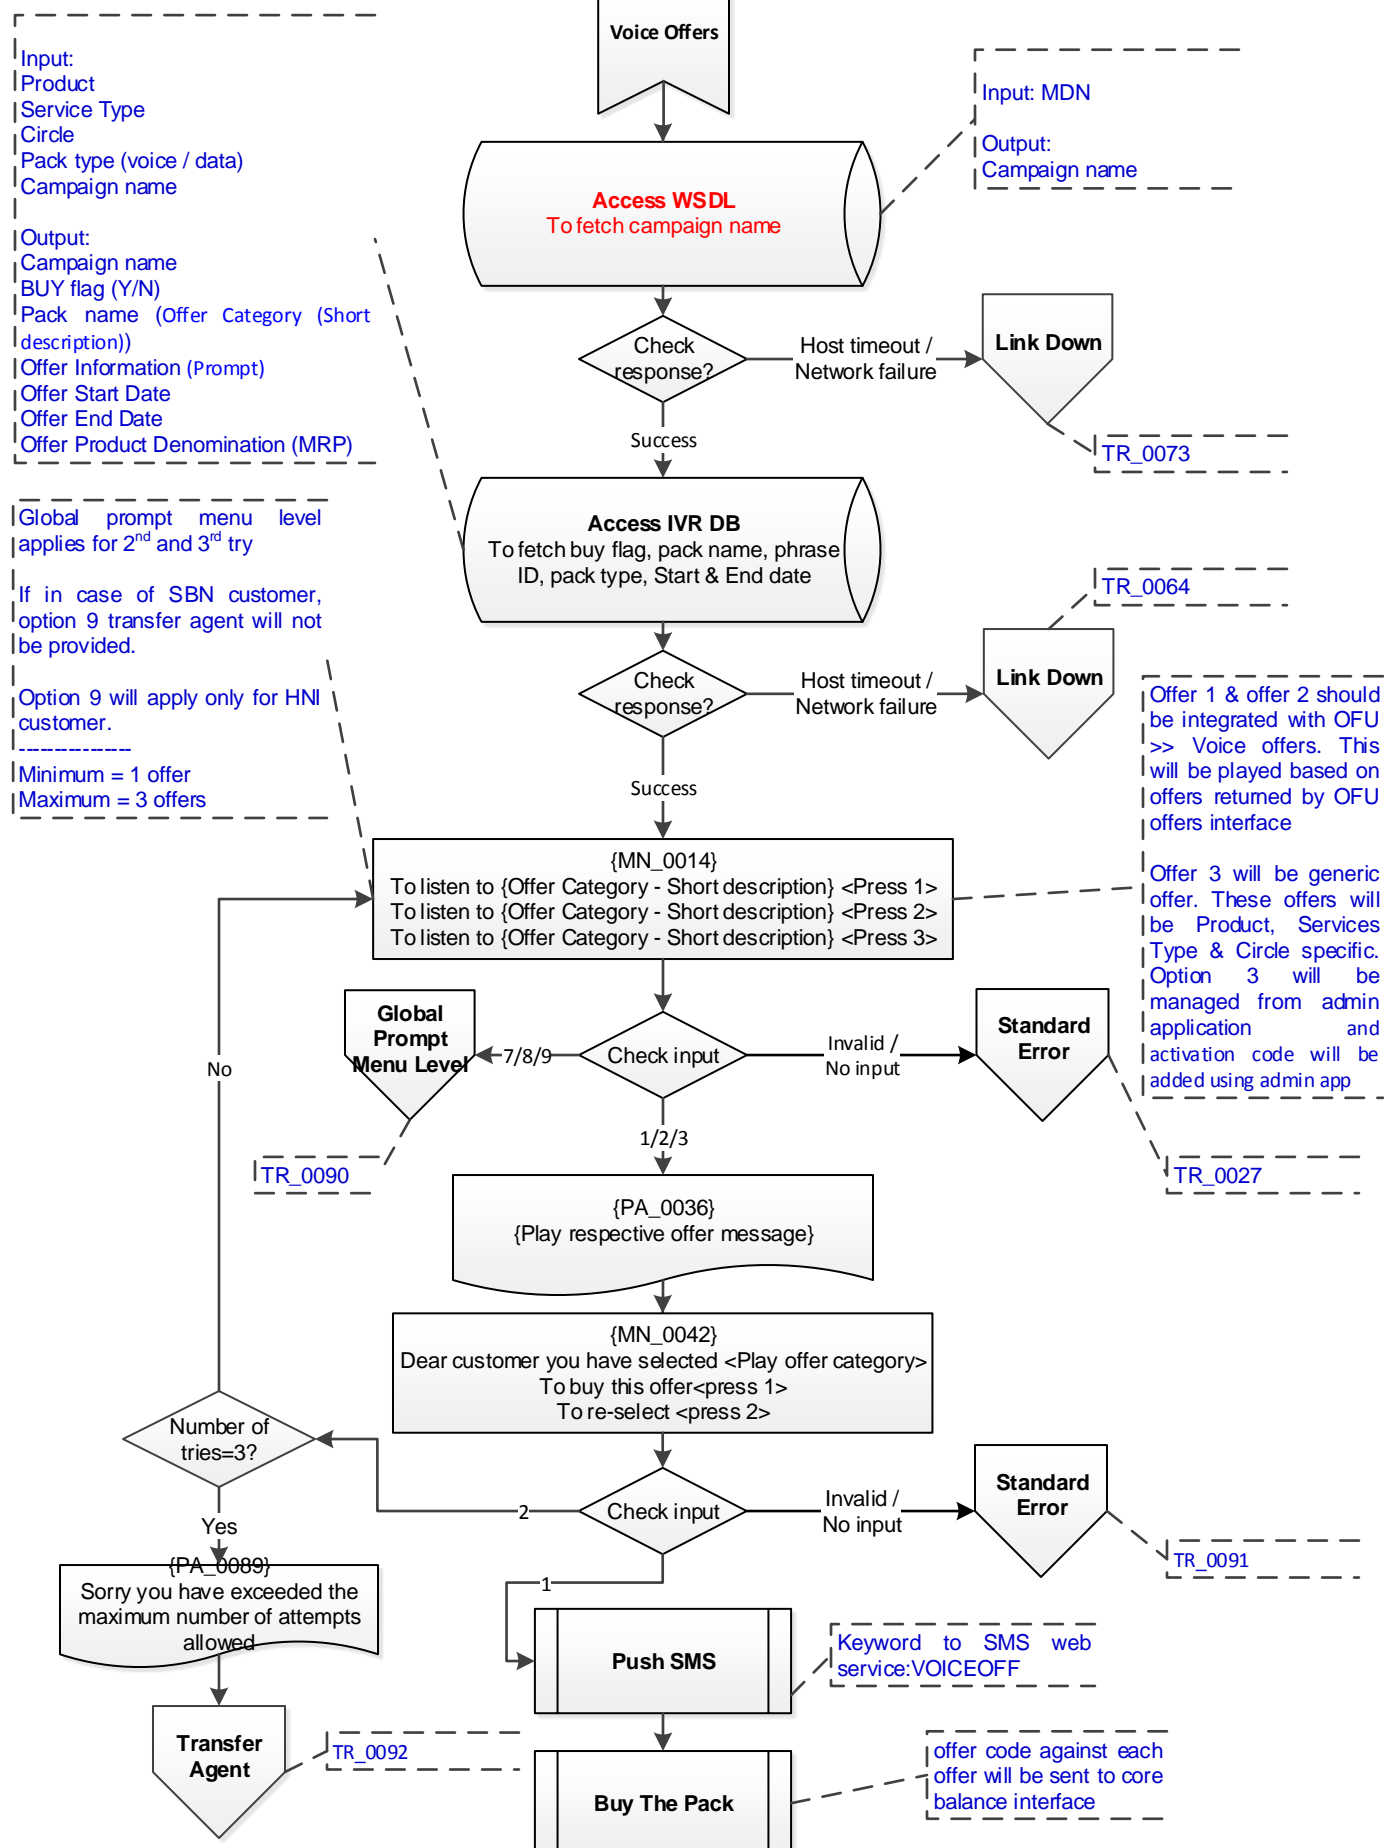 Voice Offers
Input:
Product
Service Type
Circle
Pack type (voice / data)
Campaign name
Output:
Campaign name
BUY flag (Y/N)
Pack name (Offer Category (Short
description))
Offer Information (Prompt)
Offer Start Date
Offer End Date
Offer Product Denomination (MRP)
Input: MDN
Output:
Campaign name
Access WSDL
To fetch campaign name
Check
response?
Host timeout /
Network failure
Link Down
TR_0073
Success
Access IVR DB
To fetch buy flag, pack name, phrase
ID, pack type, Start & End date
Global prompt menu level
applies for 2nd and 3rd try
If in case of SBN customer,
option 9 transfer agent will not
be provided.
Option 9 will apply only for HNI
customer.
----------------
Minimum = 1 offer
Maximum = 3 offers
TR_0064
Check
response?
Host timeout /
Network failure
Link Down
Success
Offer 1 & offer 2 should
be integrated with OFU
>> Voice offers. This
will be played based on
offers returned by OFU
offers interface
Offer 3 will be generic
offer. These offers will
be Product, Services
Type & Circle specific.
Option 3 will be
managed from admin
application and
activation code will be
added using admin app
{MN_0014}
To listen to {Offer Category - Short description} <Press 1>
To listen to {Offer Category - Short description} <Press 2>
To listen to {Offer Category - Short description} <Press 3>
Global
Prompt
Menu Level
7/8/9
Check input
Invalid /
No input
Standard
Error
No
1/2/3
TR_0090
TR_0027
{PA_0036}
{Play respective offer message}
{MN_0042}
Dear customer you have selected <Play offer category>
To buy this offer<press 1>
To re-select <press 2>
Number of
tries=3?
2
Check input
Invalid /
No input
Standard
Error
Yes
TR_0091
{PA_0089}
Sorry you have exceeded the
maximum number of attempts
allowed
1
Push SMS
Keyword to SMS web
service:VOICEOFF
Transfer
Agent
TR_0092
Buy The Pack
offer code against each
offer will be sent to core
balance interface